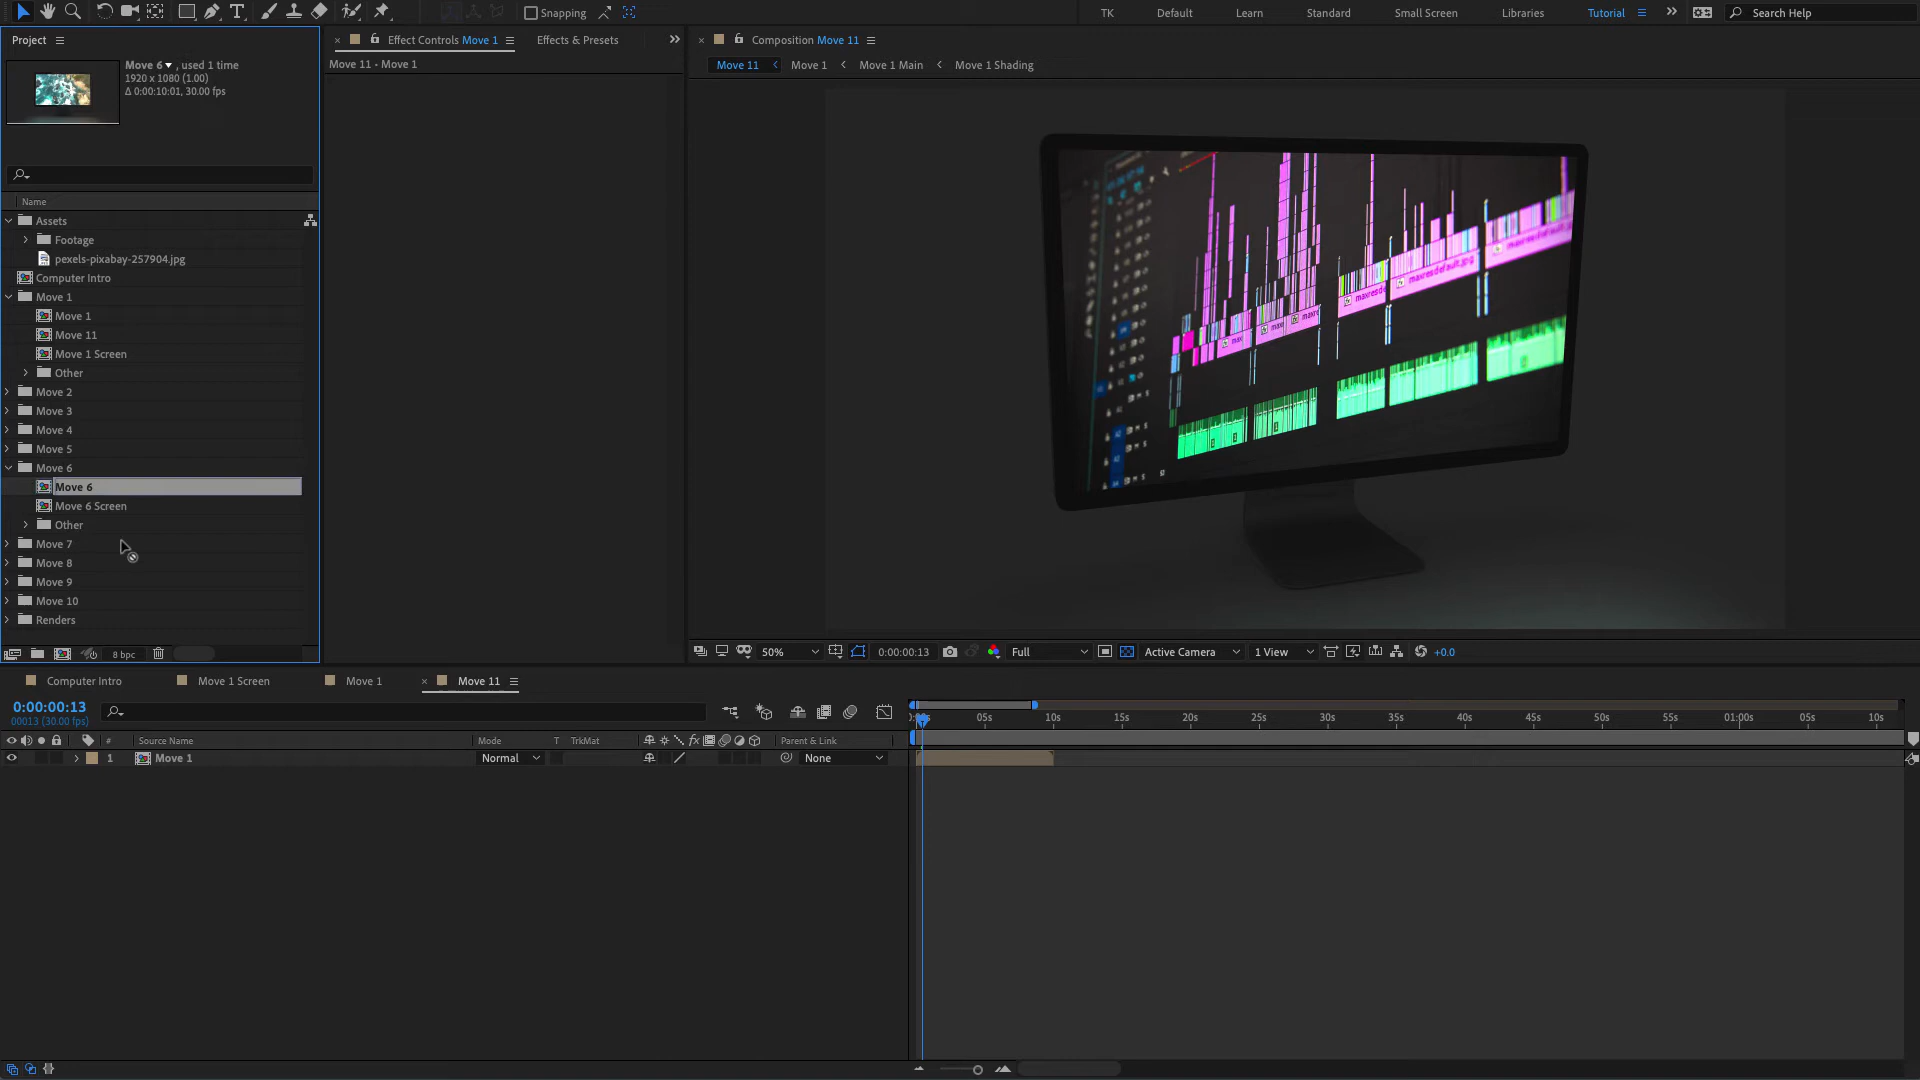 Snapping
TK
Default
Learn
Standard
Small Screen
Libraries
Tutorial
Search Help
Project
Effect Controls Move 1
Effects & Presets
Composition Move 11
Move 11 - Move 1
Move 11
Move 1
Move 1 Main
Move 1 Shading
Move 6 , used 1 time
1920 x 1080 (1.00)
Δ 0:00:10:01, 30.00 fps
Name
Assets
Footage
pexels-pixabay-257904.jpg
Computer Intro
Move 1
Move 1
Move 11
Move 1 Screen
Other
Move 2
Move 3
Move 4
Move 5
Move 6
Move 6
Move 6 Screen
Other
Move 7
Move 8
Move 9
Move 10
Renders
maxresdefault.jpg
8 bpc
50%
0:00:00:13
Full
Active Camera
1 View
+0.0
Computer Intro
Move 1 Screen
Move 1
Move 11
0:00:00:13
00013 (30.00 fps)
05s
10s
15s
20s
25s
30s
35s
40s
45s
50s
55s
01:00s
05s
10s
#
Source Name
Mode
T
TrkMat
fx
Parent & Link
1
Move 1
Normal
None